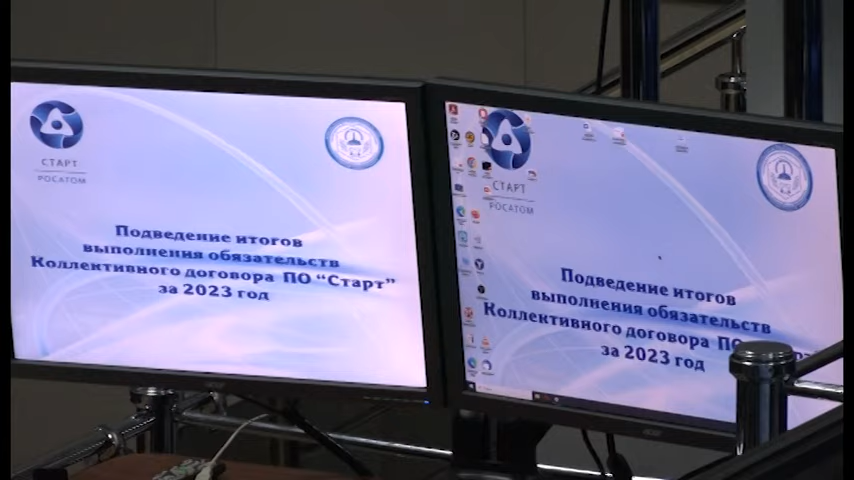 СТАРТ
РОСАТОМ
Подведение итогов
выполнения обязательств
Коллективного договора ПО “Старт”
за 2023 год
СТАРТ
РОСАТОМ
Подведение итогов
выполнения обязательств
Коллективного договора ПО
за 2023 год
acer